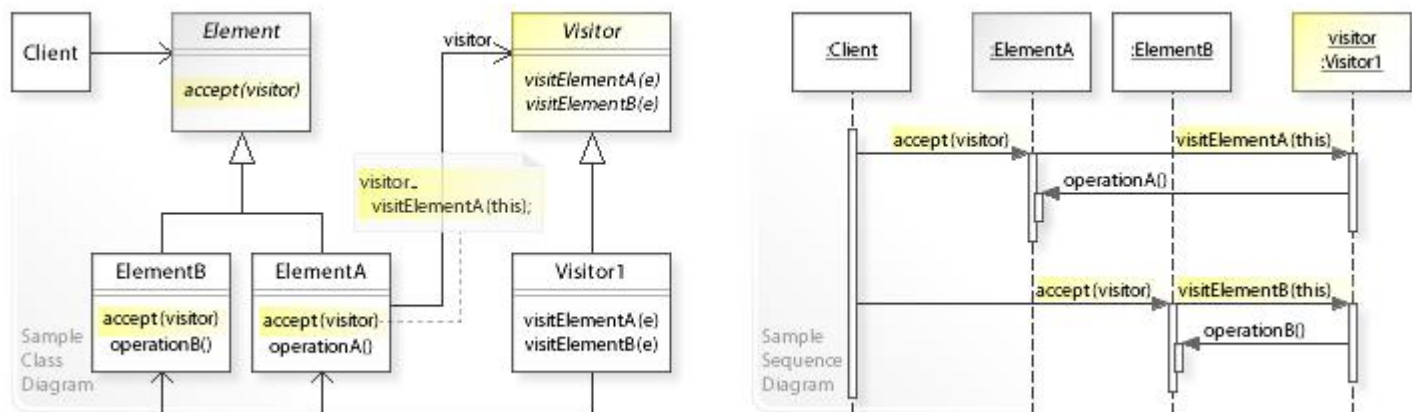 Client
Element
accept(visitor)
visitor
Visitor
visitElementA(e)
visitElementB(e)
visitor.
visitElementA(this);
ElementB
accept(visitor)
operationB()
ElementA
accept(visitor)
operationA()
Visitor1
visitElementA(e)
visitElementB(e)
Sample
Class
Diagram
:Client
:ElementA
:ElementB
visitor
:Visitor1
accept(visitor)
visitElementA(this)
operationA()
accept(visitor)
visitElementB(this)
operationB()
Sample
Sequence
Diagram